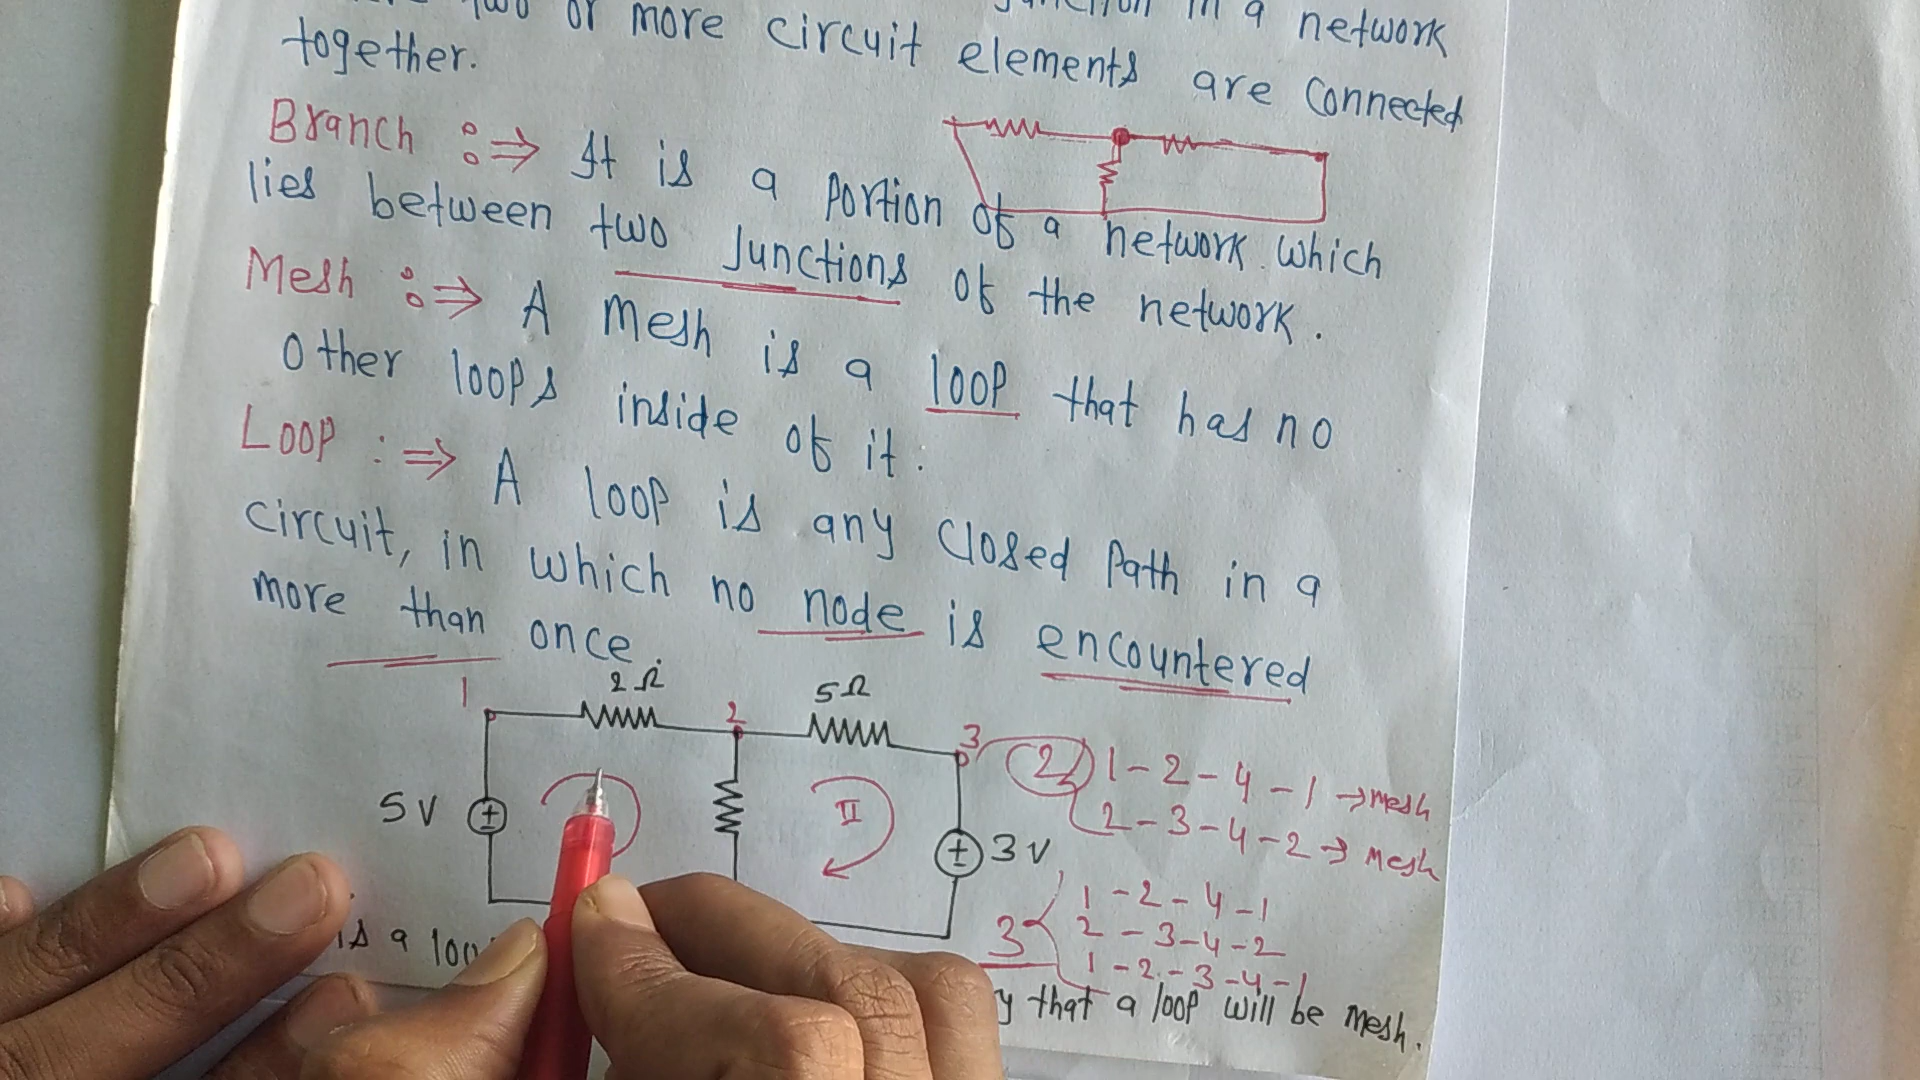 two or more circuit elements are connected
junction in a network
together.
Branch :⇒ It is a portion of a network which
lies between two junctions of the network.
Mesh :⇒ A mesh is a loop that has no
other loops inside of it.
Loop :⇒ A loop is any closed path in a
circuit, in which no node is encountered
more than once.
1 2Ω 2 5Ω 3
5V II 3V
2 1-2-4-1 → mesh
2-3-4-2 → mesh
3 1-2-4-1
2-3-4-2
1-2-3-4-1
is a
that a loop will be mesh.